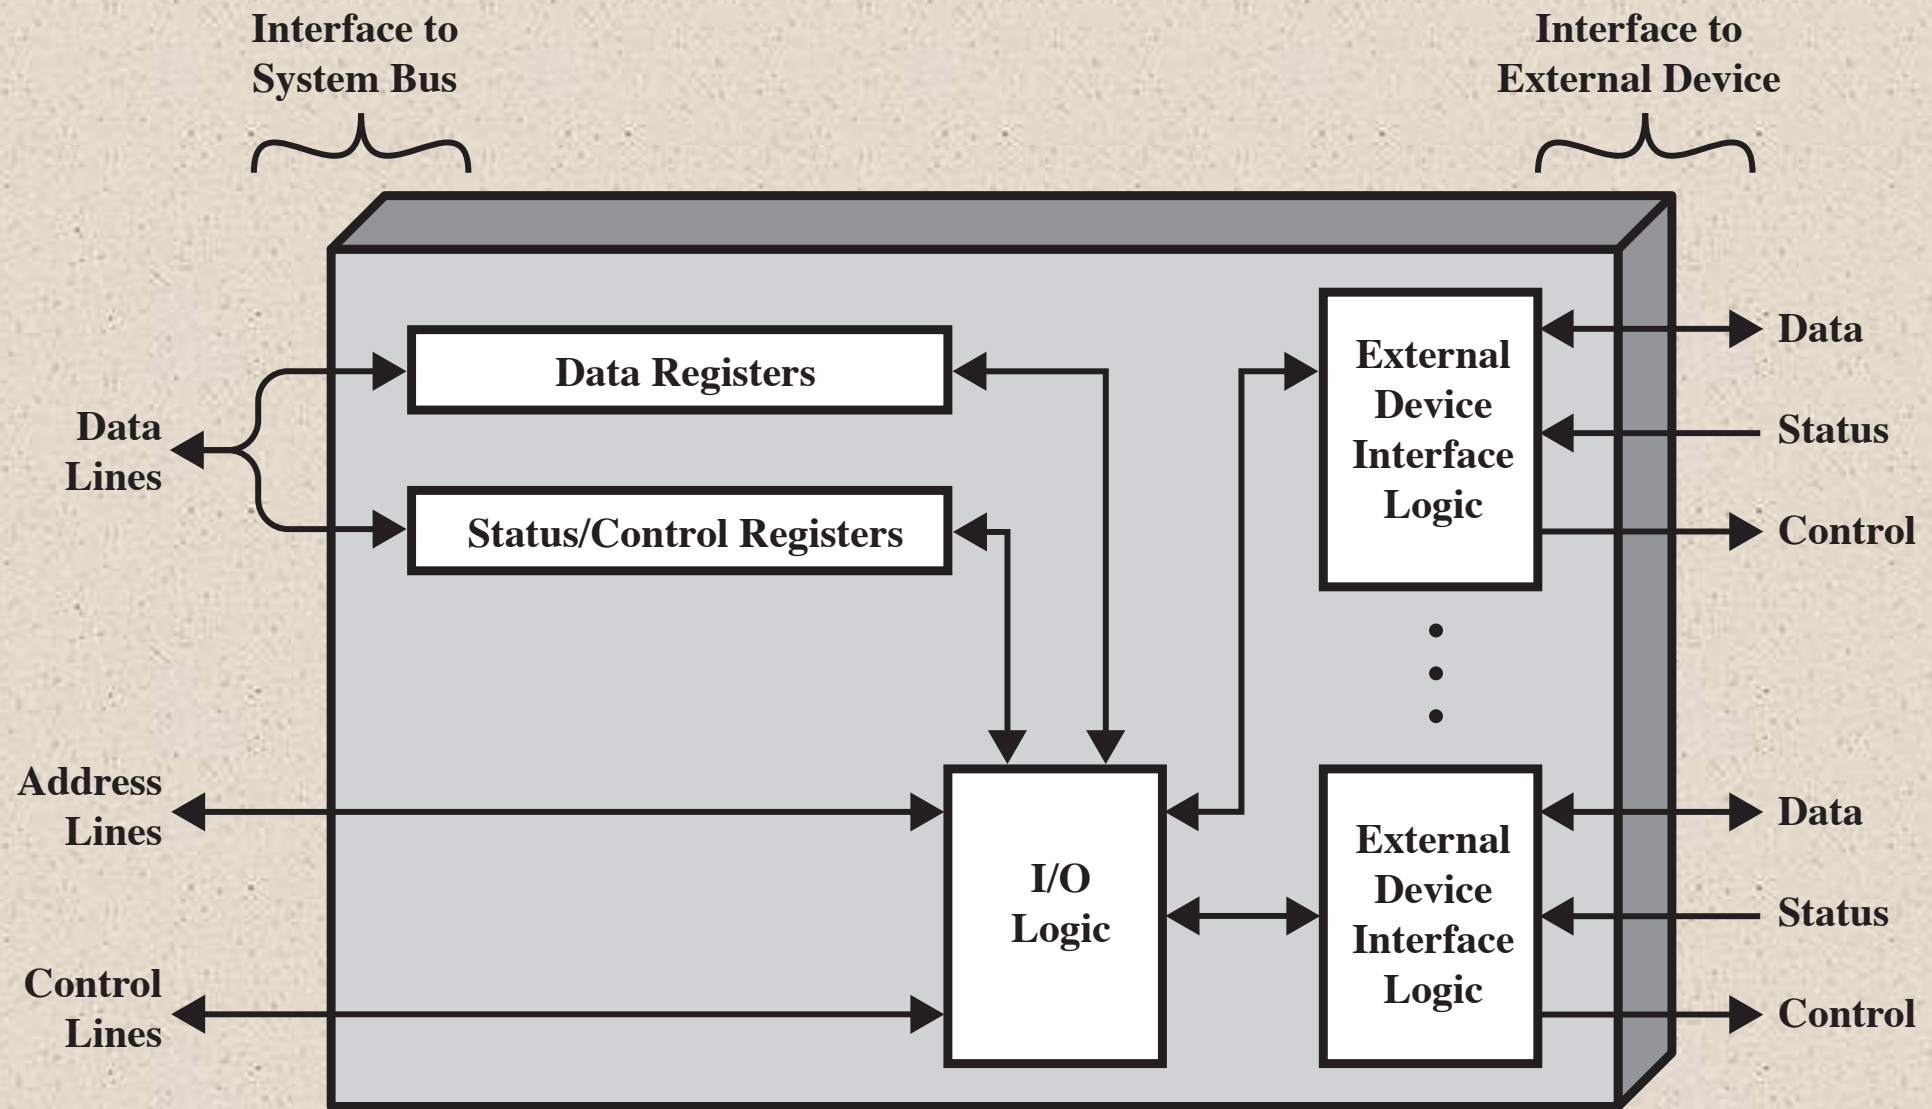 Interface to
System Bus
Interface to
External Device
Data Registers
Status/Control Registers
Data
Lines
Address
Lines
Control
Lines
I/O
Logic
External
Device
Interface
Logic
Data
Status
Control
External
Device
Interface
Logic
Data
Status
Control